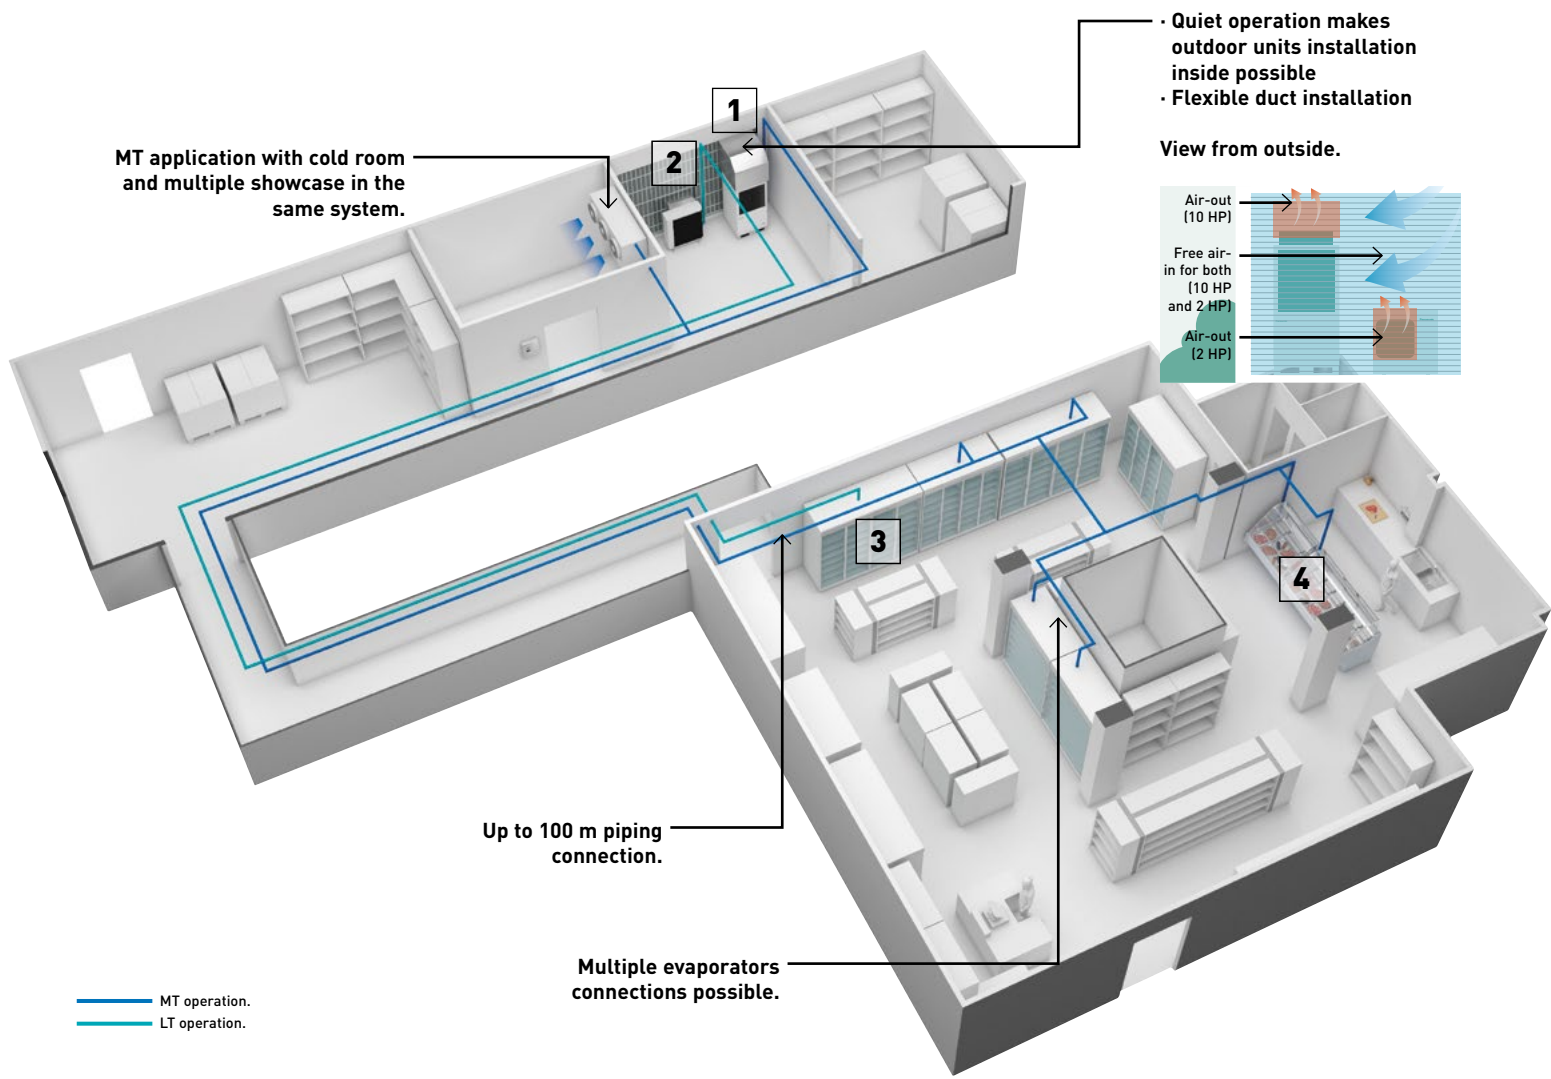 · Quiet operation makes
outdoor units installation
inside possible
· Flexible duct installation
View from outside.
Air-out
(10 HP)
Free air-
in for both
(10 HP
and 2 HP)
Air-out
(2 HP)
1
2
MT application with cold room
and multiple showcase in the
same system.
3
4
Up to 100 m piping
connection.
Multiple evaporators
connections possible.
MT operation.
LT operation.